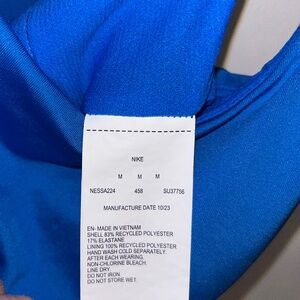 NIKE
M M M
NESSA224 458 SU37756
MANUFACTURE DATE 10/23
EN- MADE IN VIETNAM
SHELL 83% RECYCLED POLYESTER
17% ELASTANE
LINING 100% RECYCLED POLYESTER
HAND WASH COLD SEPARATELY.
AFTER EACH WEARING.
NON-CHLORINE BLEACH.
LINE DRY
DO NOT IRON.
DO NOT STORE WET.